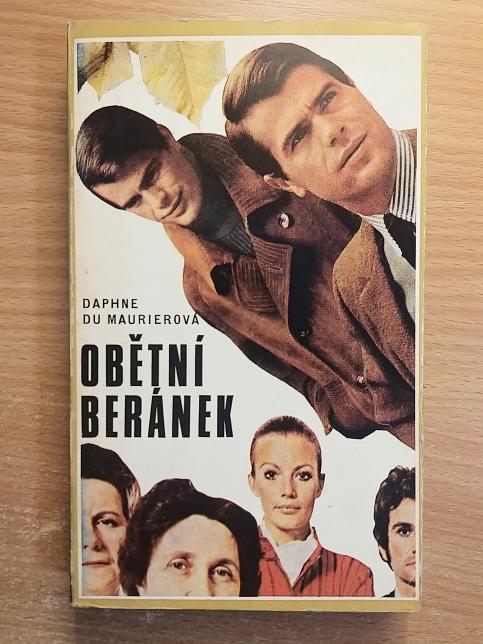 DAPHNE
DU MAURIEROVÁ
OBĚTNÍ
BERÁNEK